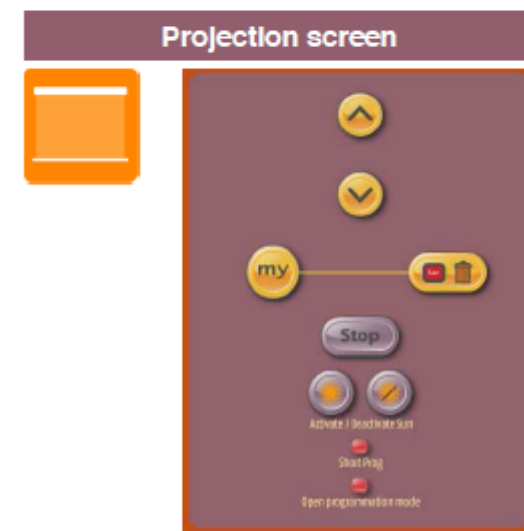 Projection screen
my
Stop
Activate / Deactivate Sun
Short Prog
Open programmation mode